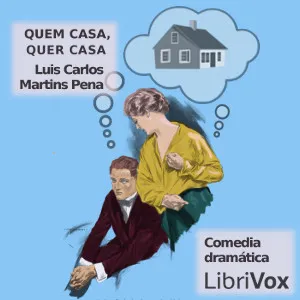 QUEM CASA,
QUER CASA
Luis Carlos
Martins Pena
Comedia
dramática
LibriVox